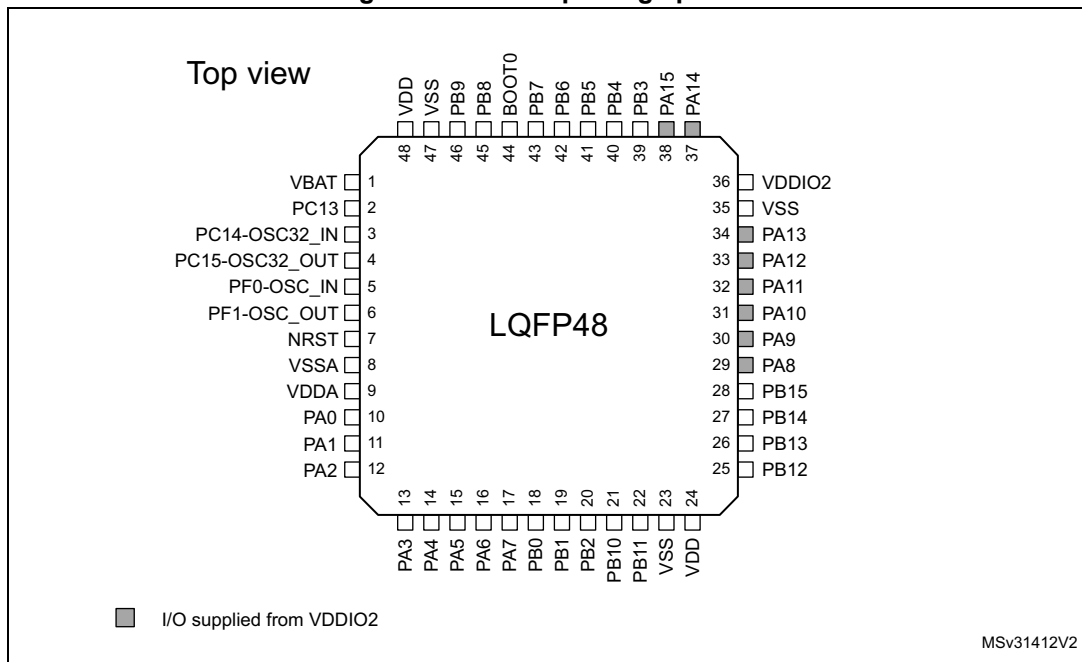 Top view
VDD VSS PB9 PB8 BOOT0 PB7 PB6 PB5 PB4 PB3 PA15 PA14
48 47 46 45 44 43 42 41 40 39 38 37
VBAT 1 36 VDDIO2
PC13 2 35 VSS
PC14-OSC32_IN 3 34 PA13
PC15-OSC32_OUT 4 33 PA12
PF0-OSC_IN 5 32 PA11
PF1-OSC_OUT 6 31 PA10
LQFP48
NRST 7 30 PA9
VSSA 8 29 PA8
VDDA 9 28 PB15
PA0 10 27 PB14
PA1 11 26 PB13
PA2 12 25 PB12
13 14 15 16 17 18 19 20 21 22 23 24
PA3 PA4 PA5 PA6 PA7 PB0 PB1 PB2 PB10 PB11 VSS VDD
I/O supplied from VDDIO2
MSv31412V2